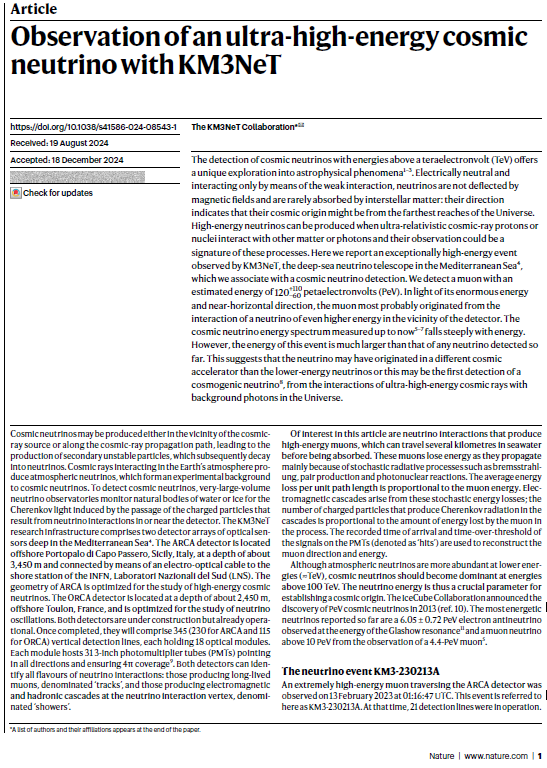 Article
Observation of an ultra-high-energy cosmic
neutrino with KM3NeT
https://doi.org/10.1038/s41586-024-08543-1
Received: 19 August 2024
Accepted: 18 December 2024
Check for updates
The KM3NeT Collaboration*✉
The detection of cosmic neutrinos with energies above a teraelectronvolt (TeV) offers
a unique exploration into astrophysical phenomena1–3. Electrically neutral and
interacting only by means of the weak interaction, neutrinos are not deflected by
magnetic fields and are rarely absorbed by interstellar matter: their direction
indicates that their cosmic origin might be from the farthest reaches of the Universe.
High-energy neutrinos can be produced when ultra-relativistic cosmic-ray protons or
nuclei interact with other matter or photons and their observation could be a
signature of these processes. Here we report an exceptionally high-energy event
observed by KM3NeT, the deep-sea neutrino telescope in the Mediterranean Sea4,
which we associate with a cosmic neutrino detection. We detect a muon with an
estimated energy of 120 +110 −60 petaelectronvolts (PeV). In light of its enormous energy
and near-horizontal direction, the muon most probably originated from the
interaction of a neutrino of even higher energy in the vicinity of the detector. The
cosmic neutrino energy spectrum measured up to now5–7 falls steeply with energy.
However, the energy of this event is much larger than that of any neutrino detected so
far. This suggests that the neutrino may have originated in a different cosmic
accelerator than the lower-energy neutrinos or this may be the first detection of a
cosmogenic neutrino8, from the interactions of ultra-high-energy cosmic rays with
background photons in the Universe.
Cosmic neutrinos may be produced either in the vicinity of the cosmic-
ray source or along the cosmic-ray propagation path, leading to the
production of secondary unstable particles, which subsequently decay
into neutrinos. Cosmic rays interacting in the Earth's atmosphere pro-
duce atmospheric neutrinos, which form an experimental background
to cosmic neutrinos. To detect cosmic neutrinos, very-large-volume
neutrino observatories monitor natural bodies of water or ice for the
Cherenkov light induced by the passage of the charged particles that
result from neutrino interactions in or near the detector. The KM3NeT
research infrastructure comprises two detector arrays of optical sen-
sors deep in the Mediterranean Sea4. The ARCA detector is located
offshore Portopalo di Capo Passero, Sicily, Italy, at a depth of about
3,450 m and connected by means of an electro-optical cable to the
shore station of the INFN, Laboratori Nazionali del Sud (LNS). The
geometry of ARCA is optimized for the study of high-energy cosmic
neutrinos. The ORCA detector is located at a depth of about 2,450 m,
offshore Toulon, France, and is optimized for the study of neutrino
oscillations. Both detectors are under construction but already opera-
tional. Once completed, they will comprise 345 (230 for ARCA and 115
for ORCA) vertical detection lines, each holding 18 optical modules.
Each module hosts 31 3-inch photomultiplier tubes (PMTs) pointing
in all directions and ensuring 4π coverage9. Both detectors can iden-
tify all flavours of neutrino interactions: those producing long-lived
muons, denominated 'tracks', and those producing electromagnetic
and hadronic cascades at the neutrino interaction vertex, denomi-
nated 'showers'.
Of interest in this article are neutrino interactions that produce
high-energy muons, which can travel several kilometres in seawater
before being absorbed. These muons lose energy as they propagate
mainly because of stochastic radiative processes such as bremsstrahl-
ung, pair production and photonuclear reactions. The average energy
loss per unit path length is proportional to the muon energy. Elec-
tromagnetic cascades arise from these stochastic energy losses; the
number of charged particles that produce Cherenkov radiation in the
cascades is proportional to the amount of energy lost by the muon in
the process. The recorded time of arrival and time-over-threshold of
the signals on the PMTs (denoted as 'hits') are used to reconstruct the
muon direction and energy.
Although atmospheric neutrinos are more abundant at lower ener-
gies (≈TeV), cosmic neutrinos should become dominant at energies
above 100 TeV. The neutrino energy is thus a crucial parameter for
establishing a cosmic origin. The IceCube Collaboration announced the
discovery of PeV cosmic neutrinos in 2013 (ref. 10). The most energetic
neutrinos reported so far are a 6.05 ± 0.72 PeV electron antineutrino
observed at the energy of the Glashow resonance11 and a muon neutrino
above 10 PeV from the observation of a 4.4-PeV muon5.
The neutrino event KM3-230213A
An extremely high-energy muon traversing the ARCA detector was
observed on 13 February 2023 at 01:16:47 UTC. This event is referred to
here as KM3-230213A. At that time, 21 detection lines were in operation.
*A list of authors and their affiliations appears at the end of the paper.
Nature | www.nature.com | 1